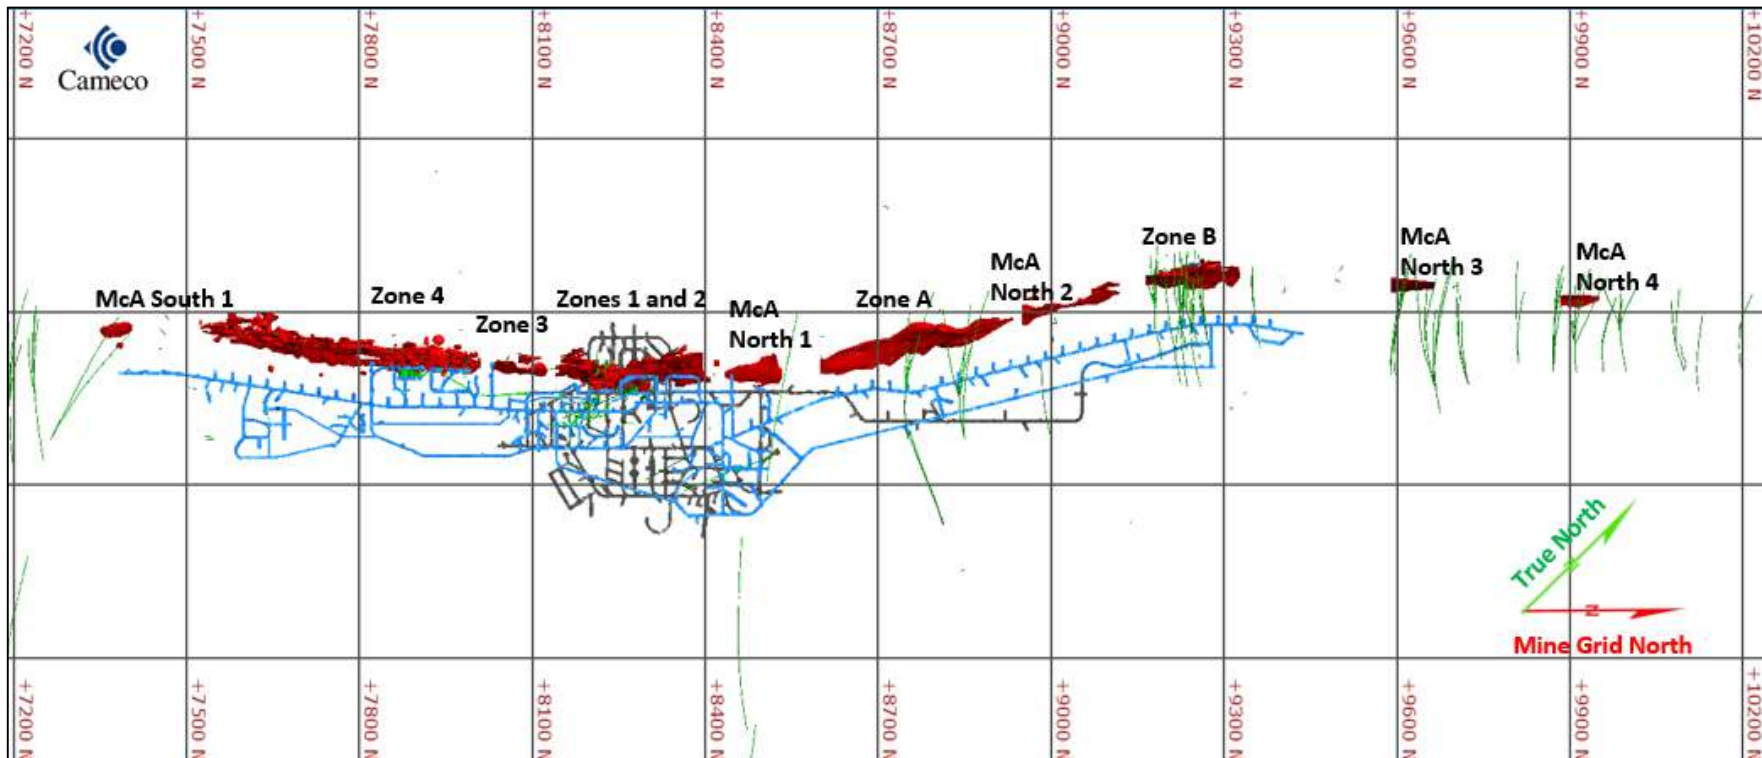 +7200 N
+7500 N
+7800 N
+8100 N
+8400 N
+8700 N
+9000 N
+9300 N
+9600 N
+9900 N
+10200 N
Cameco
McA South 1
Zone 4
Zone 3
Zones 1 and 2
McA
North 1
Zone A
McA
North 2
Zone B
McA
North 3
McA
North 4
True North
N
Mine Grid North
+7200 N
+7500 N
+7800 N
+8100 N
+8400 N
+8700 N
+9000 N
+9300 N
+9600 N
+9900 N
+10200 N